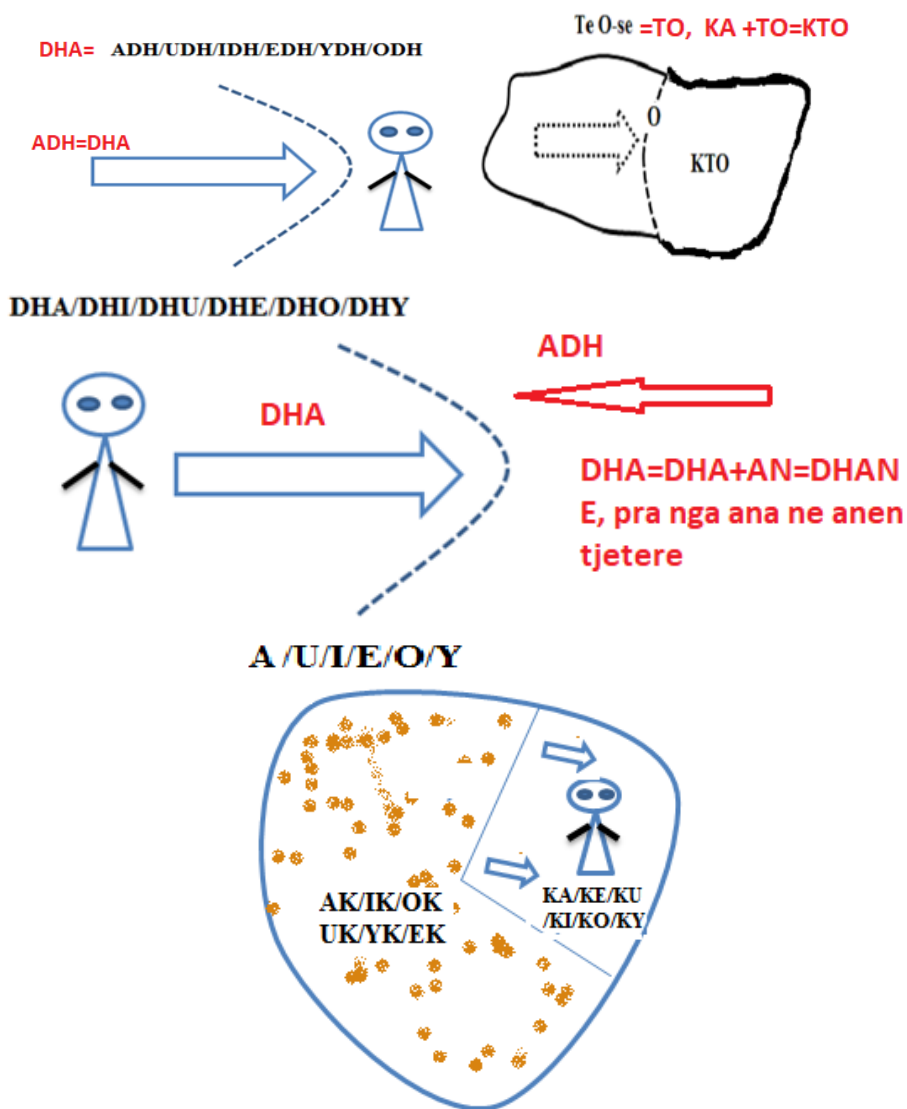 DHA= ADH/UDH/IDH/EDH/YDH/ODH
Te O-se =TO, KA +TO=KTO
ADH=DHA
O
KTO
DHA/DHI/DHU/DHE/DHO/DHY
ADH
DHA
DHA=DHA+AN=DHAN
E, pra nga ana ne anen
tjetere
A /U/I/E/O/Y
AK/IK/OK
UK/YK/EK
KA/KE/KU
/KI/KO/KY